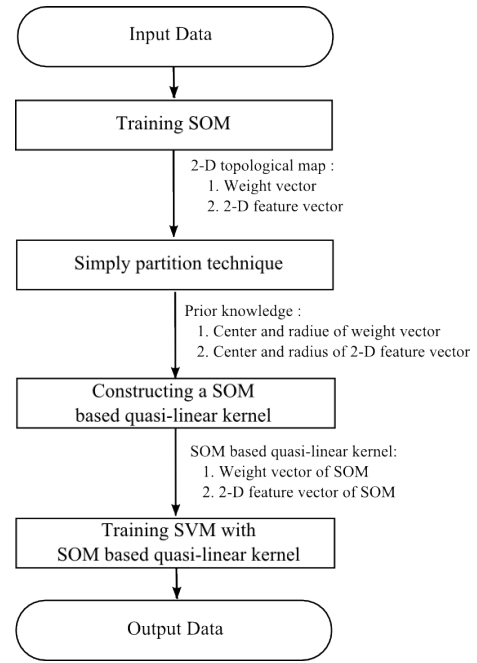 Input Data
Training SOM
2-D topological map :
1. Weight vector
2. 2-D feature vector
Simply partition technique
Prior knowledge :
1. Center and radiue of weight vector
2. Center and radius of 2-D feature vector
Constructing a SOM
based quasi-linear kernel
SOM based quasi-linear kernel:
1. Weight vector of SOM
2. 2-D feature vector of SOM
Training SVM with
SOM based quasi-linear kernel
Output Data